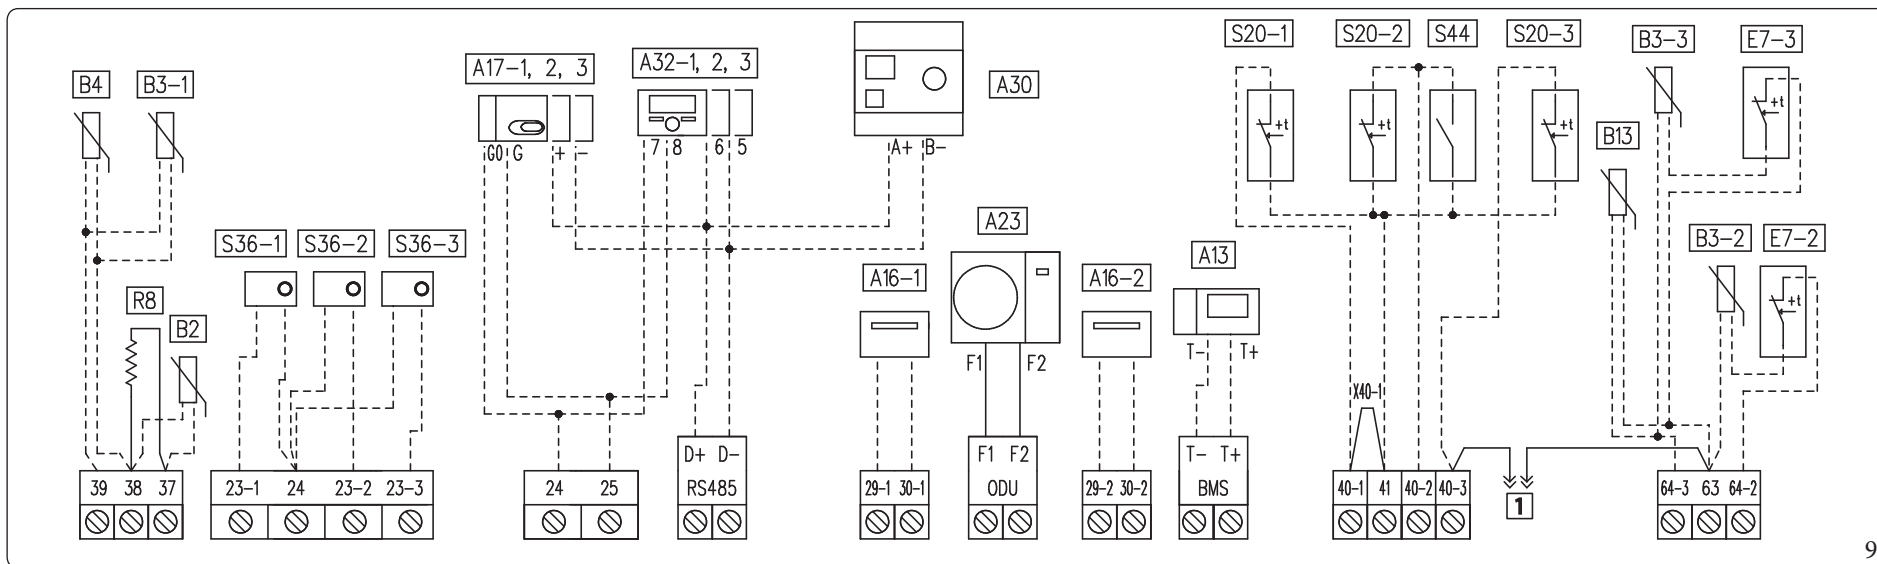 S20-1 S20-2 S44 S20-3 B3-3 E7-3
A17-1, 2, 3 A32-1, 2, 3 A30
B4 B3-1
+t +t +t +t
B13
G0 G + - 7 8 6 5 A+ B-
A23
S36-1 S36-2 S36-3
B3-2 E7-2
A16-1 A16-2 A13
R8
B2
+t
T- T+
F1 F2
X40-1
D+ D- F1 F2 T- T+
39 38 37 23-1 24 23-2 23-3 24 25 RS485 29-1 30-1 ODU 29-2 30-2 BMS 40-1 41 40-2 40-3 64-3 63 64-2
1
9